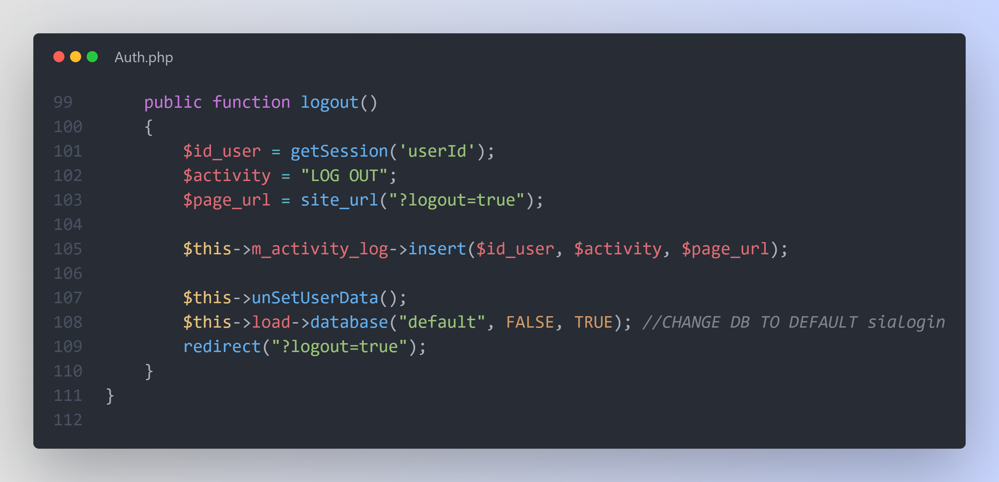 Auth.php
99 public function logout()
100 {
101 $id_user = getSession('userId');
102 $activity = "LOG OUT";
103 $page_url = site_url("?logout=true");
104
105 $this->m_activity_log->insert($id_user, $activity, $page_url);
106
107 $this->unSetUserData();
108 $this->load->database("default", FALSE, TRUE); //CHANGE DB TO DEFAULT sialogin
109 redirect("?logout=true");
110 }
111 }
112